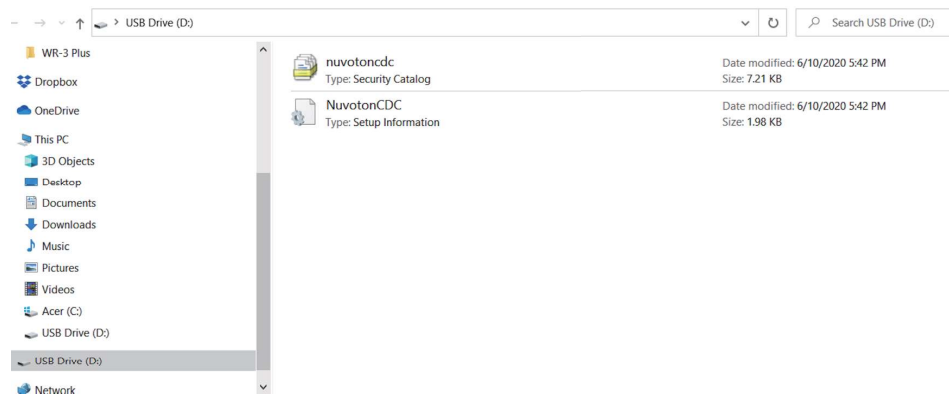 USB Drive (D:)
Search USB Drive (D:)
WR-3 Plus
Dropbox
OneDrive
This PC
3D Objects
Desktop
Documents
Downloads
Music
Pictures
Videos
Acer (C:)
USB Drive (D:)
USB Drive (D:)
Network
nuvotoncdc
Type: Security Catalog
Date modified: 6/10/2020 5:42 PM
Size: 7.21 KB
NuvotonCDC
Type: Setup Information
Date modified: 6/10/2020 5:42 PM
Size: 1.98 KB